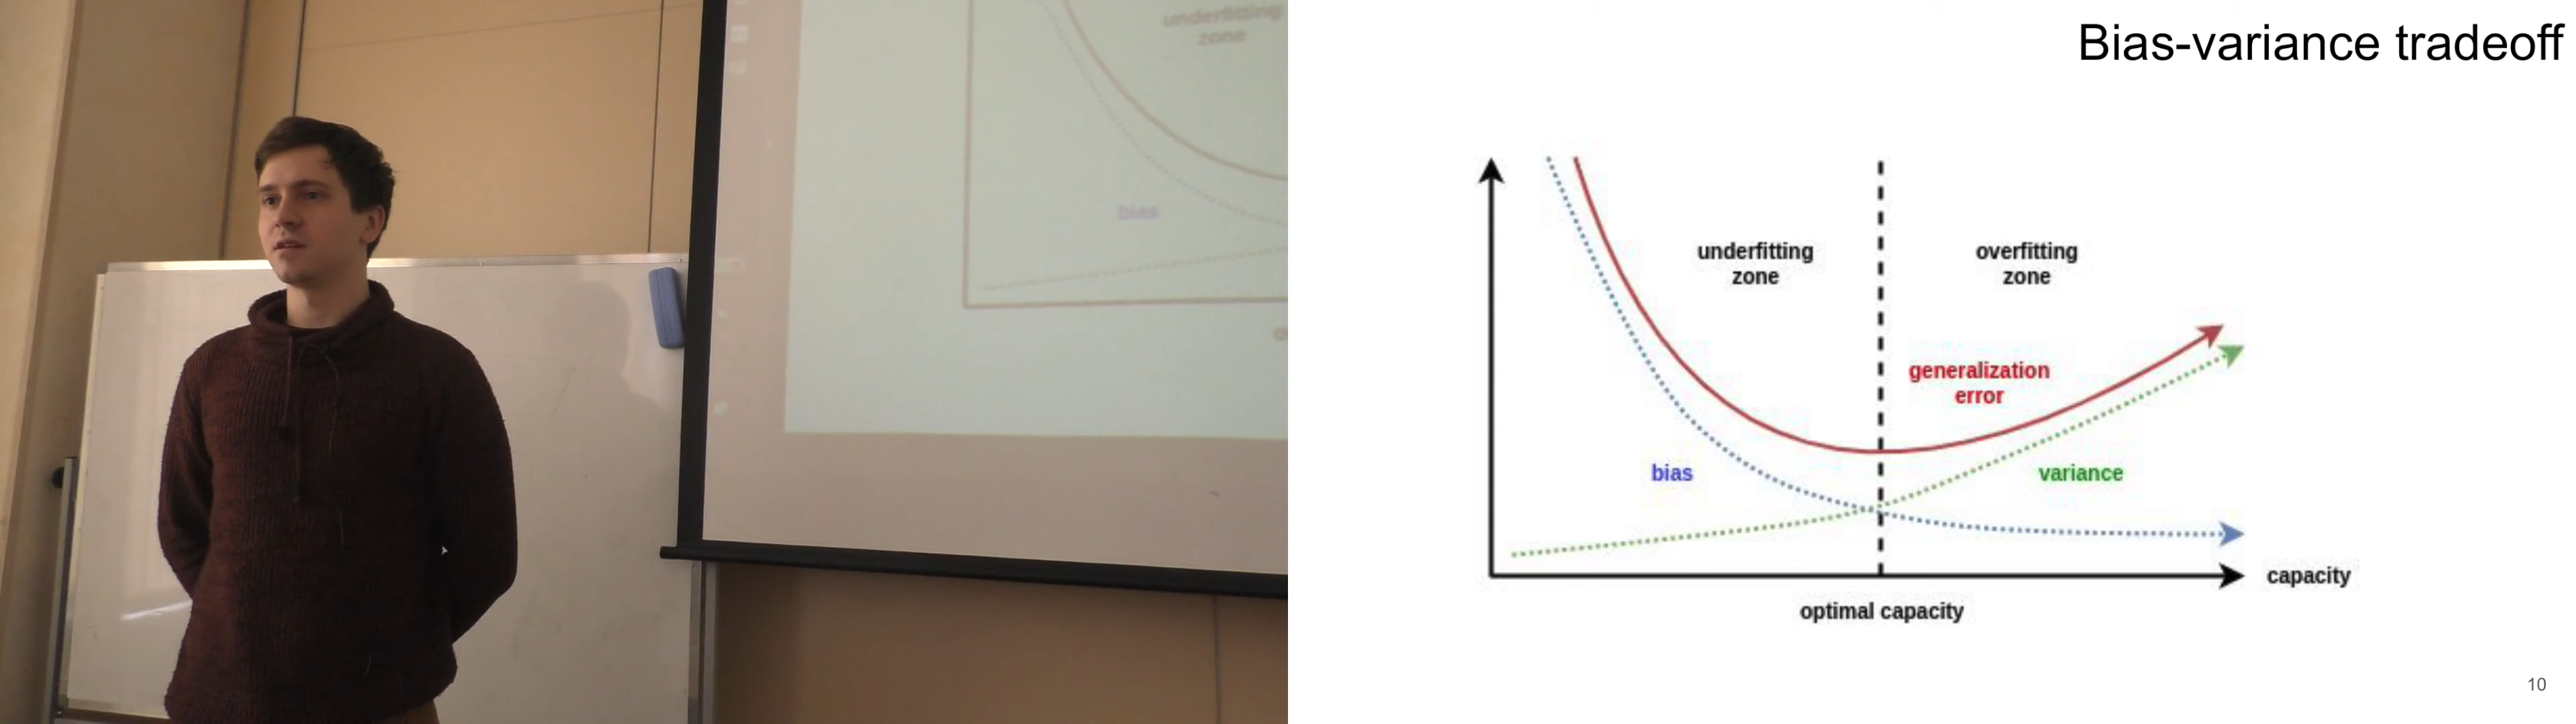 underfitting
zone
bias
Bias-variance tradeoff
underfitting
zone
overfitting
zone
generalization
error
bias
variance
capacity
optimal capacity
10